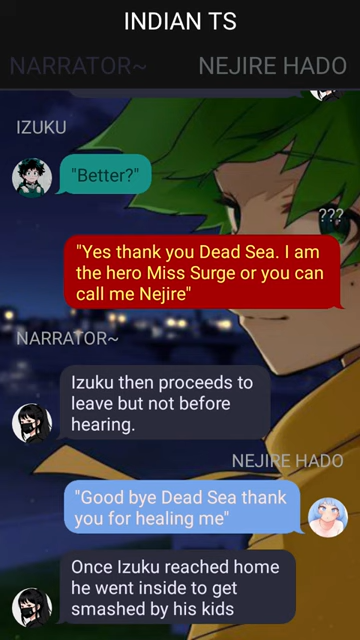 INDIAN TS
NARRATOR~ NEJIRE HADO
IZUKU
"Better?"
???
"Yes thank you Dead Sea. I am
the hero Miss Surge or you can
call me Nejire"
NARRATOR~
Izuku then proceeds to
leave but not before
hearing.
NEJIRE HADO
"Good bye Dead Sea thank
you for healing me"
Once Izuku reached home
he went inside to get
smashed by his kids